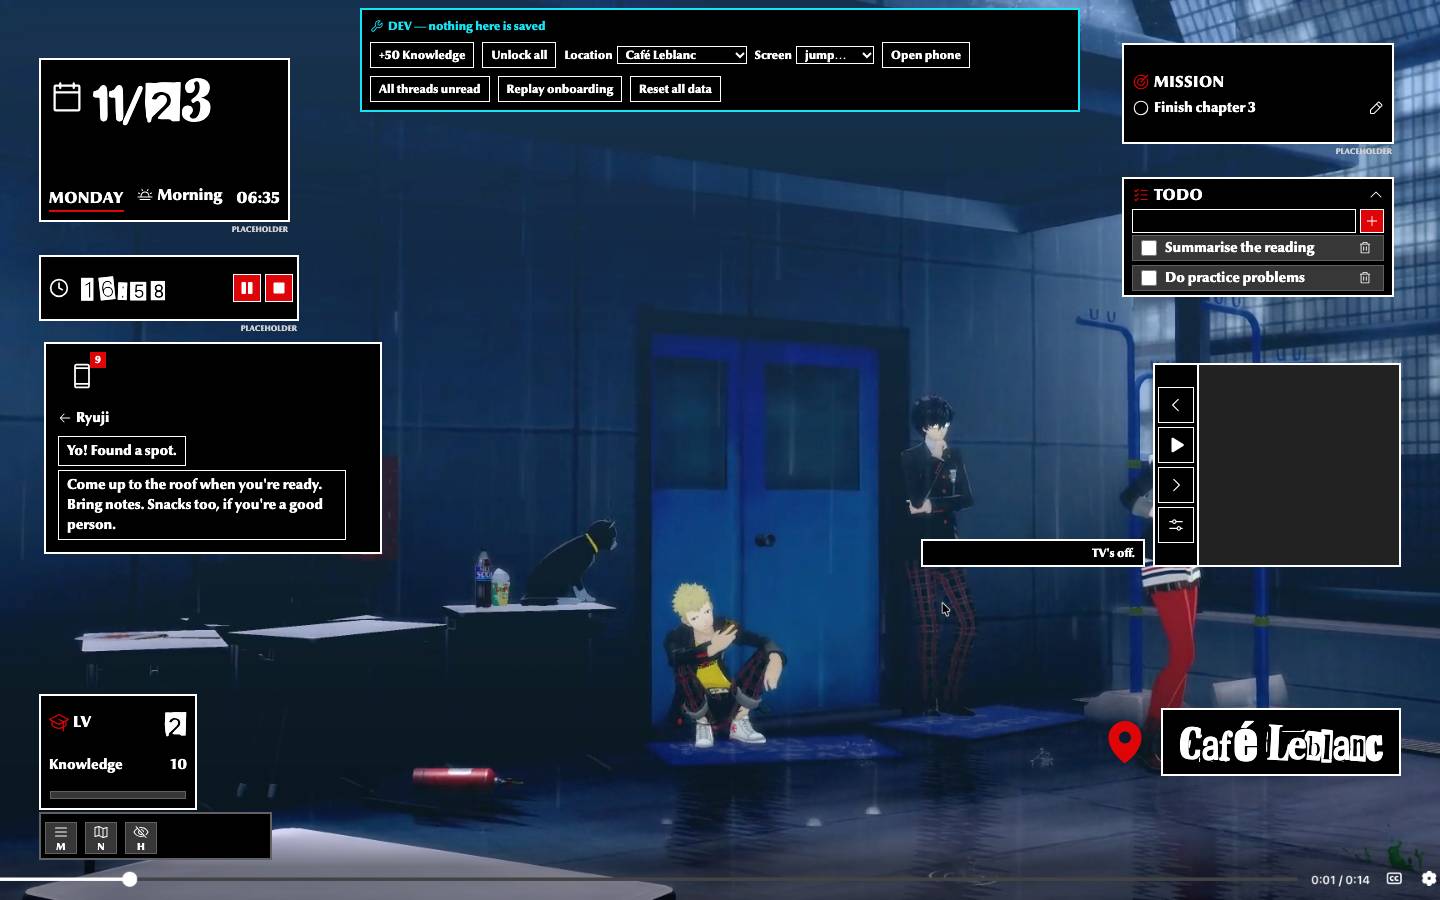 DEV — nothing here is saved
+50 Knowledge Unlock all Location Café Leblanc Screen jump... Open phone
All threads unread Replay onboarding Reset all data
11/23
MONDAY Morning 06:35
PLACEHOLDER
16:58
PLACEHOLDER
9
Ryuji
Yo! Found a spot.
Come up to the roof when you're ready.
Bring notes. Snacks too, if you're a good
person.
MISSION
Finish chapter 3
PLACEHOLDER
TODO
Summarise the reading
Do practice problems
TV's off.
LV 2
Knowledge 10
M N H
Café Leblanc
0:01 / 0:14
CC